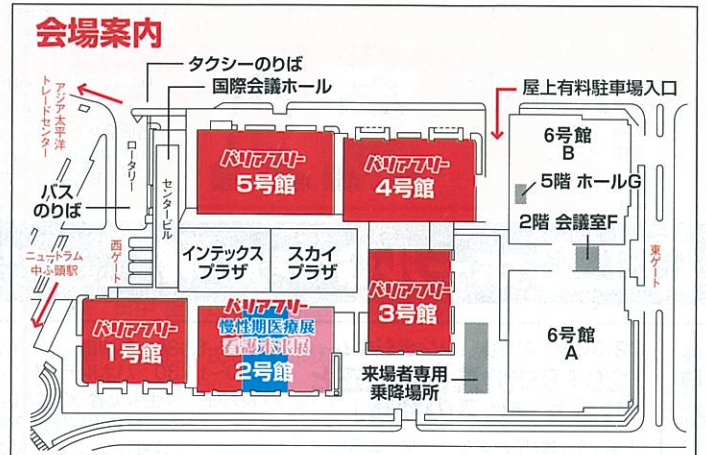 会場案内
タクシーのりば
国際会議ホール
屋上有料駐車場入口
アジア太平洋
トレードセンター
ロータリー
バス
のりば
センタービル
バリアフリー
5号館
バリアフリー
4号館
6号館
B
5階 ホールG
2階 会議室F
西ゲート
東ゲート
ニュートラム
中ふ頭駅
インテックス
プラザ
スカイ
プラザ
バリアフリー
1号館
バリアフリー
慢性期医療展
看護未来展
2号館
バリアフリー
3号館
来場者専用
乗降場所
6号館
A